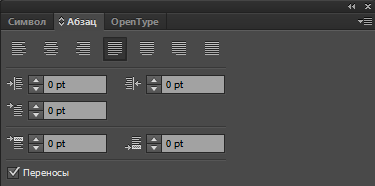 Символ Абзац OpenType
0 pt 0 pt
0 pt
0 pt 0 pt
Переносы